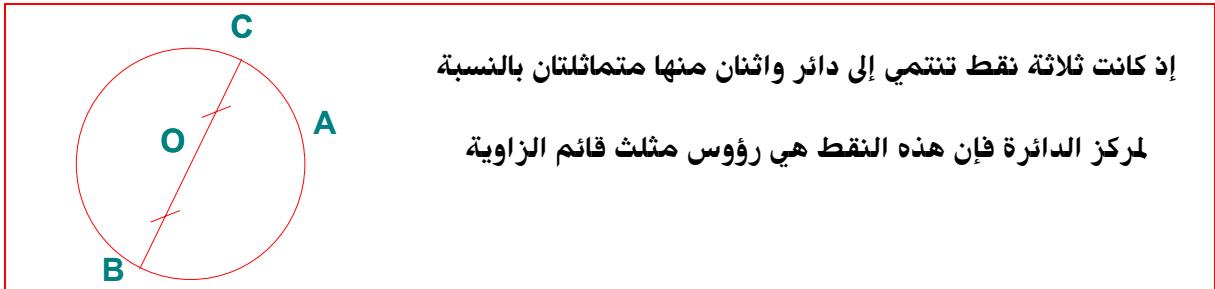 C
إذ كانت ثلاثة نقط تنتمي إلى دائر واثنان منها متماثلتان بالنسبة
A
O
لمركز الدائرة فإن هذه النقط هي رؤوس مثلث قائم الزاوية
B